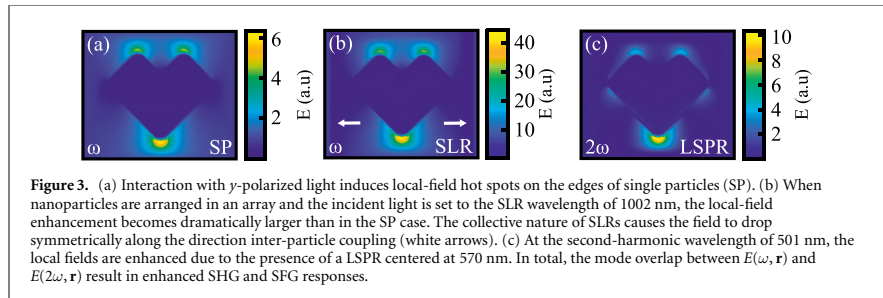 (a)
6
4
2
E (a.u)
ω
SP
(b)
40
30
20
10
E (a.u)
ω
SLR
(c)
10
8
6
4
2
E (a.u)
2ω
LSPR
Figure 3. (a) Interaction with y-polarized light induces local-field hot spots on the edges of single particles (SP). (b) When
nanoparticles are arranged in an array and the incident light is set to the SLR wavelength of 1002 nm, the local-field
enhancement becomes dramatically larger than in the SP case. The collective nature of SLRs causes the field to drop
symmetrically along the direction inter-particle coupling (white arrows). (c) At the second-harmonic wavelength of 501 nm, the
local fields are enhanced due to the presence of a LSPR centered at 570 nm. In total, the mode overlap between E(ω, r) and
E(2ω, r) result in enhanced SHG and SFG responses.